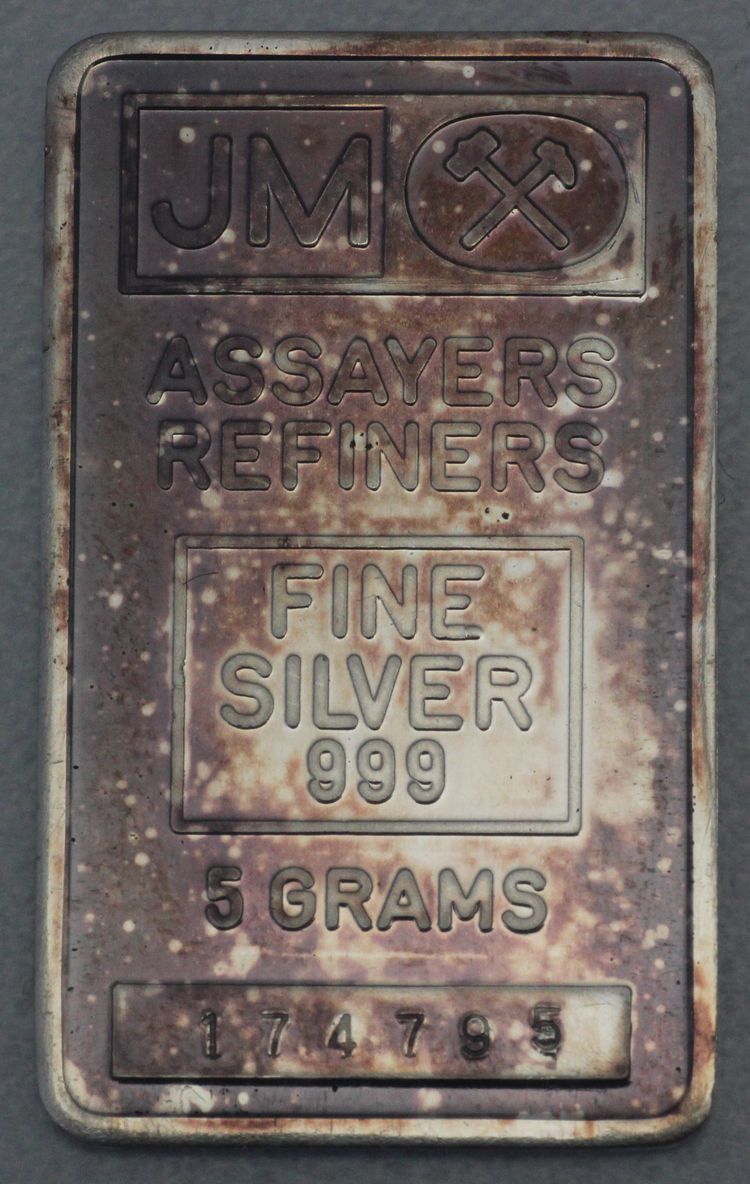 JM
ASSAYERS
REFINERS
FINE
SILVER
999
5 GRAMS
174795